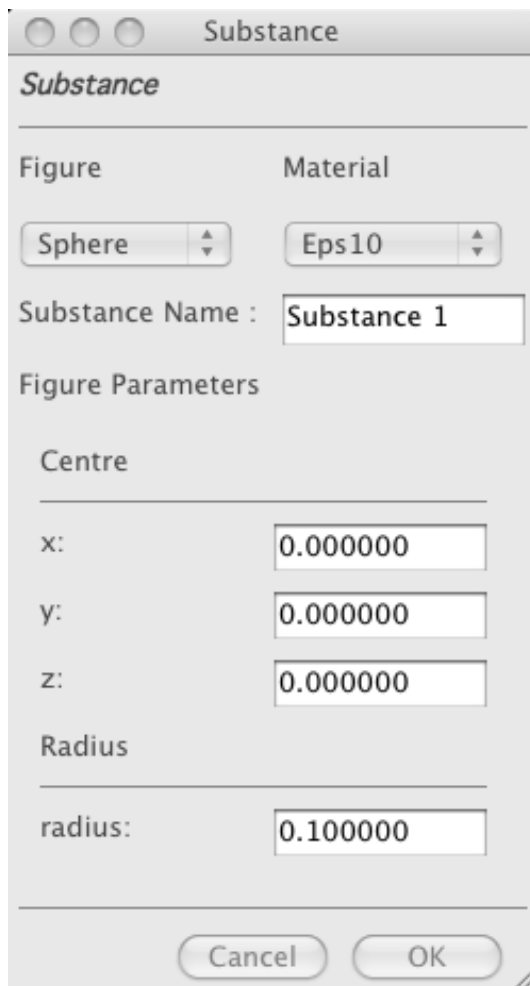 Substance
Substance
Figure Material
Sphere Eps10
Substance Name : Substance 1
Figure Parameters
Centre
x: 0.000000
y: 0.000000
z: 0.000000
Radius
radius: 0.100000
Cancel OK